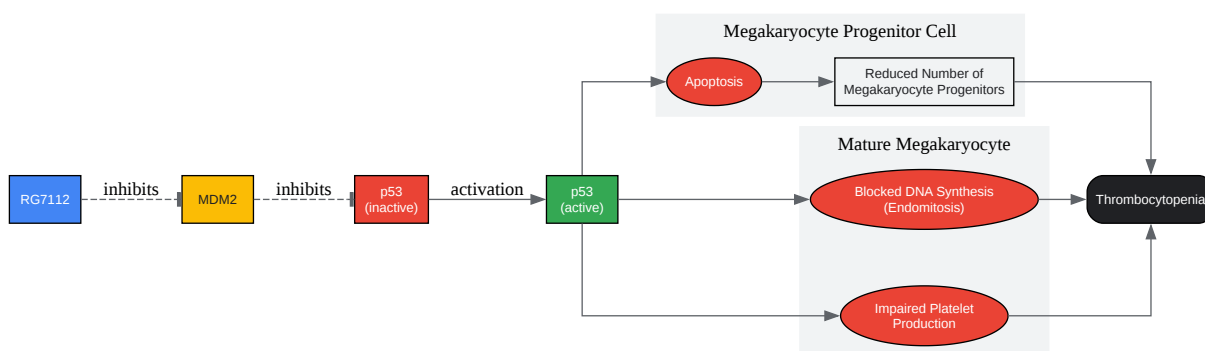 Megakaryocyte Progenitor Cell
Apoptosis
Reduced Number of
Megakaryocyte Progenitors
Mature Megakaryocyte
RG7112
inhibits
MDM2
inhibits
p53
(inactive)
activation
p53
(active)
Blocked DNA Synthesis
(Endomitosis)
Thrombocytopenia
Impaired Platelet
Production